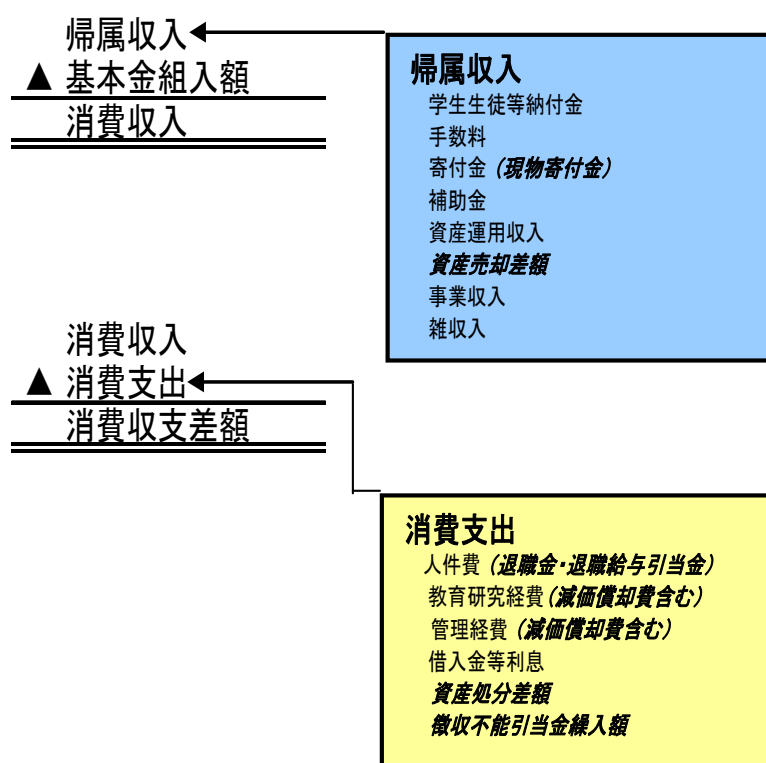 帰属収入
▲ 基本金組入額
消費収入
帰属収入
学生生徒等納付金
手数料
寄付金（現物寄付金）
補助金
資産運用収入
資産売却差額
事業収入
雑収入
消費収入
▲ 消費支出
消費収支差額
消費支出
人件費（退職金・退職給与引当金）
教育研究経費（減価償却費含む）
管理経費（減価償却費含む）
借入金等利息
資産処分差額
徴収不能引当金繰入額